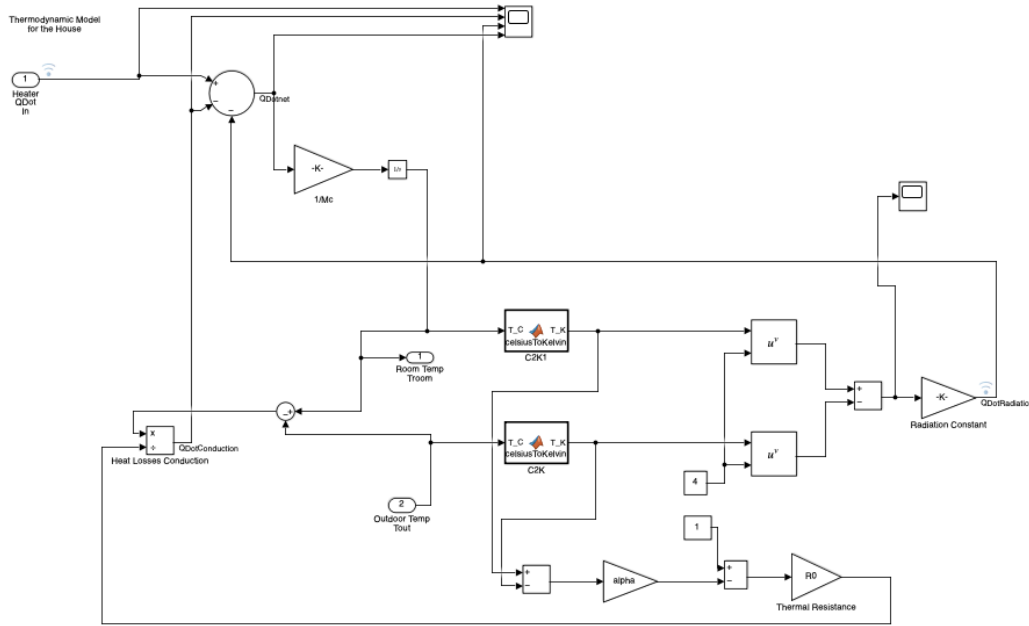 Thermodynamic Model
for the House
1
Heater
QDot
In
+
−
−
QDotnet
-K-
1/Mc
T_C
T_K
celsiusToKelvin
C2K1
1
Room Temp
Troom
−
+
x
÷
QDotConduction
Heat Losses Conduction
T_C
T_K
celsiusToKelvin
C2K
2
Outdoor Temp
Tout
4
1
u^v
u^v
+
−
-K-
Radiation Constant
QDotRadiatio
+
−
alpha
+
−
R0
Thermal Resistance